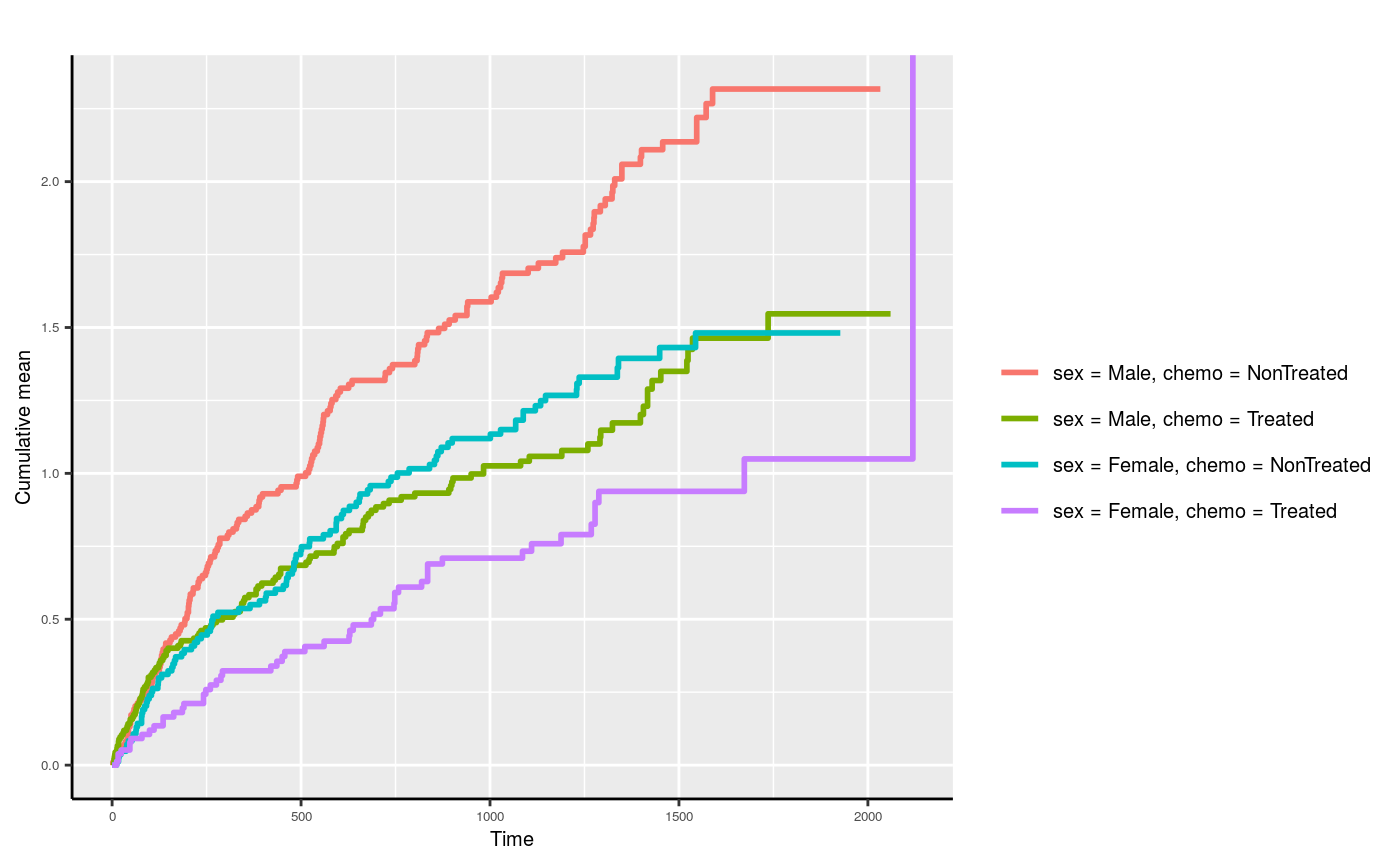 Cumulative mean
2.0
1.5
1.0
0.5
0.0
0
500
1000
1500
2000
Time
sex = Male, chemo = NonTreated
sex = Male, chemo = Treated
sex = Female, chemo = NonTreated
sex = Female, chemo = Treated